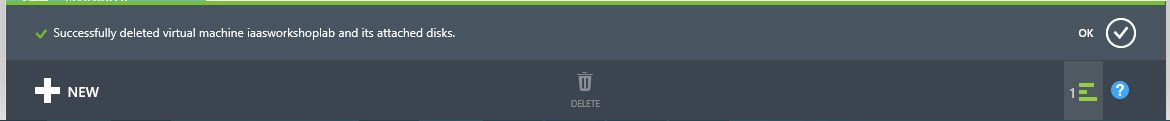 Successfully deleted virtual machine iaasworkshoplab and its attached disks.
OK
NEW
DELETE
1
?